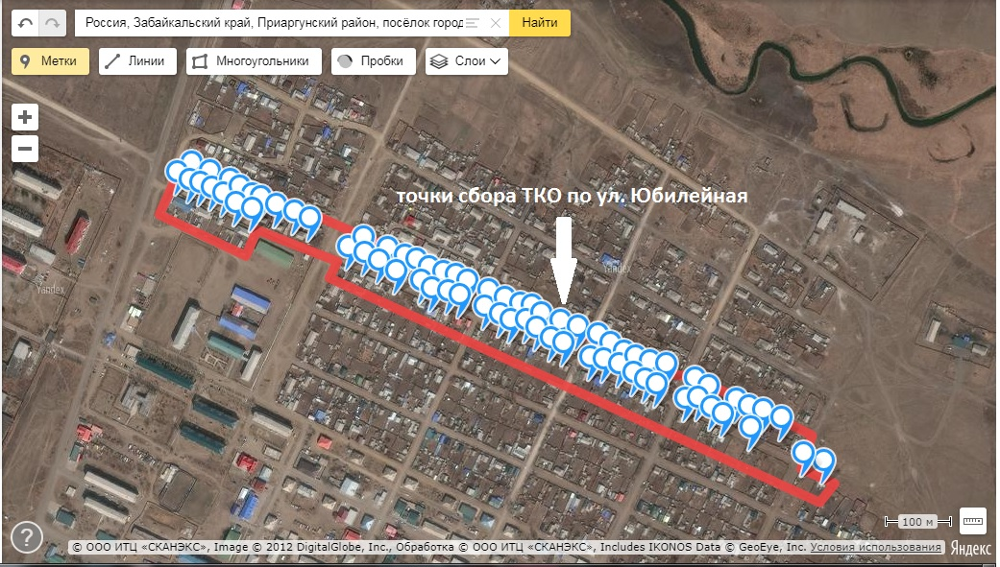 Россия, Забайкальский край, Приаргунский район, посёлок город
Найти
Метки
Линии
Многоугольники
Пробки
Слои
+
−
точки сбора ТКО по ул. Юбилейная
Yandex
Yandex
100 м
?
© ООО ИТЦ «СКАНЭКС», Image © 2012 DigitalGlobe, Inc., Обработка © ООО ИТЦ «СКАНЭКС», Includes IKONOS Data © GeoEye, Inc. Условия использования
Яндекс